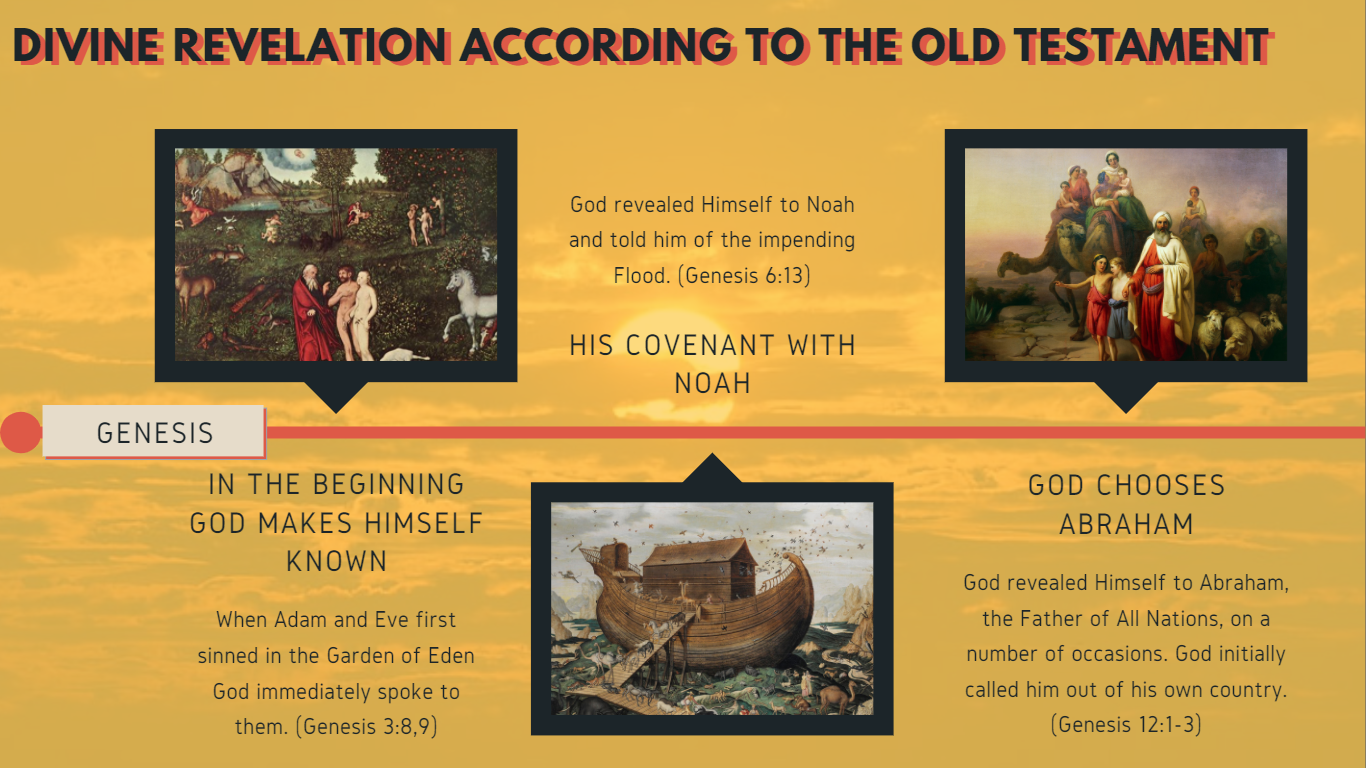 DIVINE REVELATION ACCORDING TO THE OLD TESTAMENT
GENESIS
IN THE BEGINNING
GOD MAKES HIMSELF
KNOWN
When Adam and Eve first
sinned in the Garden of Eden
God immediately spoke to
them. (Genesis 3:8,9)
God revealed Himself to Noah
and told him of the impending
Flood. (Genesis 6:13)
HIS COVENANT WITH
NOAH
GOD CHOOSES
ABRAHAM
God revealed Himself to Abraham,
the Father of All Nations, on a
number of occasions. God initially
called him out of his own country.
(Genesis 12:1-3)